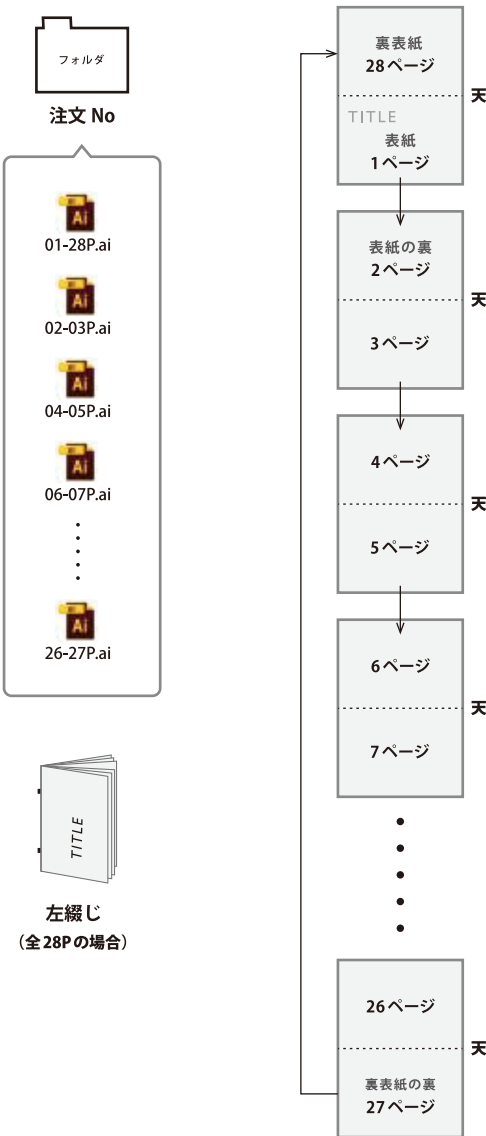 フォルダ
注文 No
Ai
01-28P.ai
Ai
02-03P.ai
Ai
04-05P.ai
Ai
06-07P.ai
Ai
26-27P.ai
TITLE
左綴じ
(全28Pの場合)
裏表紙
28ページ
天
TITLE
表紙
1ページ
表紙の裏
2ページ
天
3ページ
4ページ
天
5ページ
6ページ
天
7ページ
26ページ
天
裏表紙の裏
27ページ